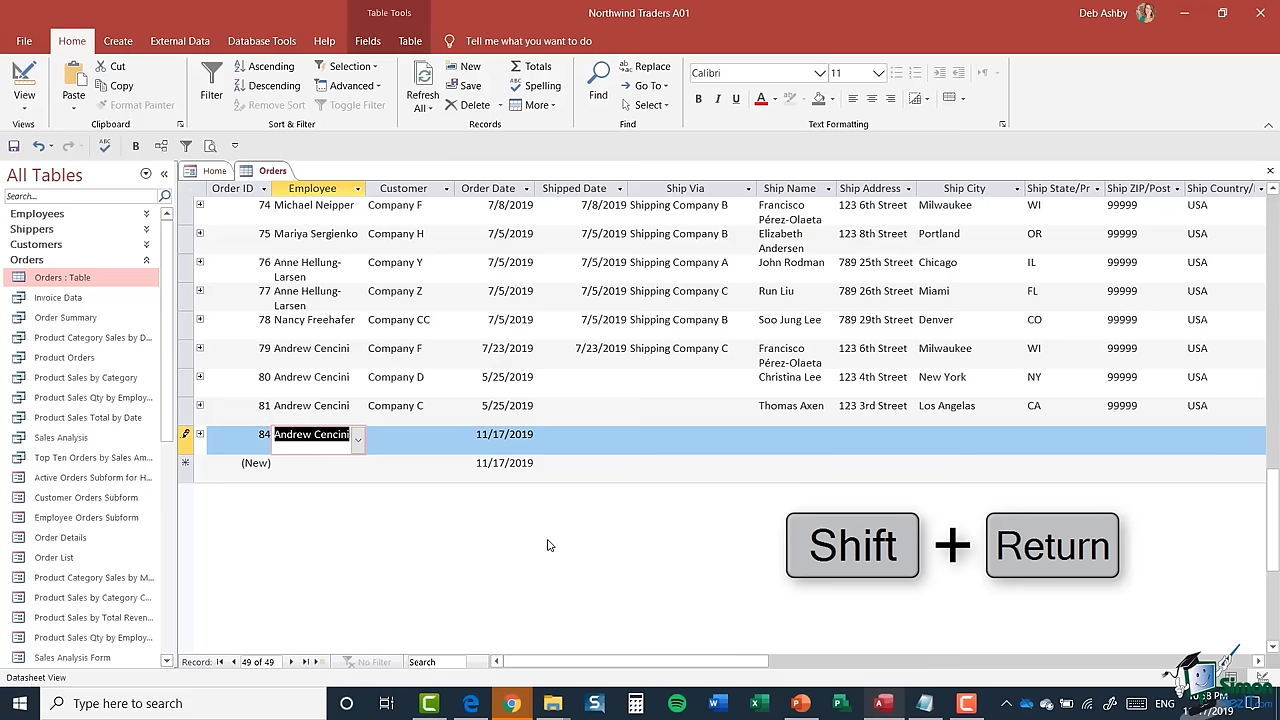 Table Tools
Northwind Traders A01
Deb Ashby
File Home Create External Data Database Tools Help Fields Table Tell me what you want to do
View
Views
Paste
Cut
Copy
Format Painter
Clipboard
Filter
Ascending
Descending
Remove Sort
Selection
Advanced
Toggle Filter
Sort & Filter
Refresh
All
New
Save
Delete
Totals
Spelling
More
Records
Find
Replace
Go To
Select
Find
Calibri 11
B I U A
Text Formatting
ABC B
All Tables
Search...
Employees
Shippers
Customers
Orders
Orders : Table
Invoice Data
Order Summary
Product Category Sales by D...
Product Orders
Product Sales by Category
Product Sales Qty by Employ...
Product Sales Total by Date
Sales Analysis
Top Ten Orders by Sales Am...
Active Orders Subform for H...
Customer Orders Subform
Employee Orders Subform
Order Details
Order List
Product Category Sales by M...
Product Sales by Category C...
Product Sales by Total Reven...
Product Sales Qty by Employ...
Sales Analysis Form
Home Orders
Order ID Employee Customer Order Date Shipped Date Ship Via Ship Name Ship Address Ship City Ship State/Pr Ship ZIP/Post Ship Country/
74 Michael Neipper Company F 7/8/2019 7/8/2019 Shipping Company B Francisco 123 6th Street Milwaukee WI 99999 USA
Pérez-Olaeta
75 Mariya Sergienko Company H 7/5/2019 7/5/2019 Shipping Company B Elizabeth 123 8th Street Portland OR 99999 USA
Andersen
76 Anne Hellung- Company Y 7/5/2019 7/5/2019 Shipping Company A John Rodman 789 25th Street Chicago IL 99999 USA
Larsen
77 Anne Hellung- Company Z 7/5/2019 7/5/2019 Shipping Company C Run Liu 789 26th Street Miami FL 99999 USA
Larsen
78 Nancy Freehafer Company CC 7/5/2019 7/5/2019 Shipping Company B Soo Jung Lee 789 29th Street Denver CO 99999 USA
79 Andrew Cencini Company F 7/23/2019 7/23/2019 Shipping Company C Francisco 123 6th Street Milwaukee WI 99999 USA
Pérez-Olaeta
80 Andrew Cencini Company D 5/25/2019 Christina Lee 123 4th Street New York NY 99999 USA
81 Andrew Cencini Company C 5/25/2019 Thomas Axen 123 3rd Street Los Angelas CA 99999 USA
84 Andrew Cencini 11/17/2019
(New) 11/17/2019
Shift + Return
Record: 49 of 49 No Filter Search
Datasheet View
Type here to search